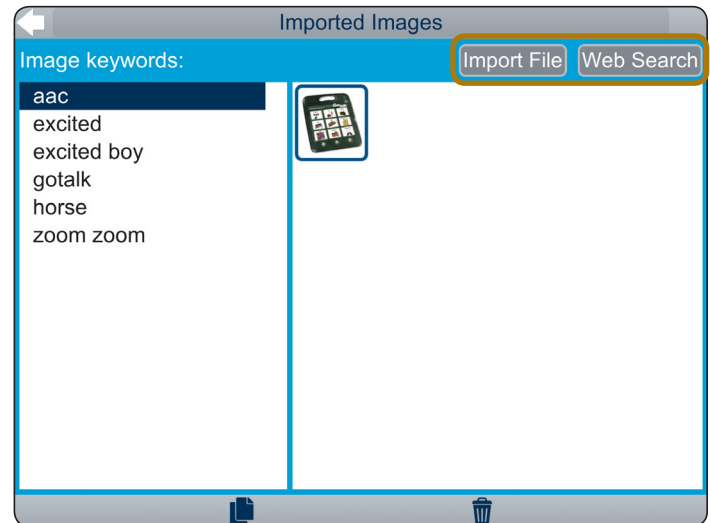 Imported Images
Image keywords:
Import File Web Search
aac
excited
excited boy
gotalk
horse
zoom zoom